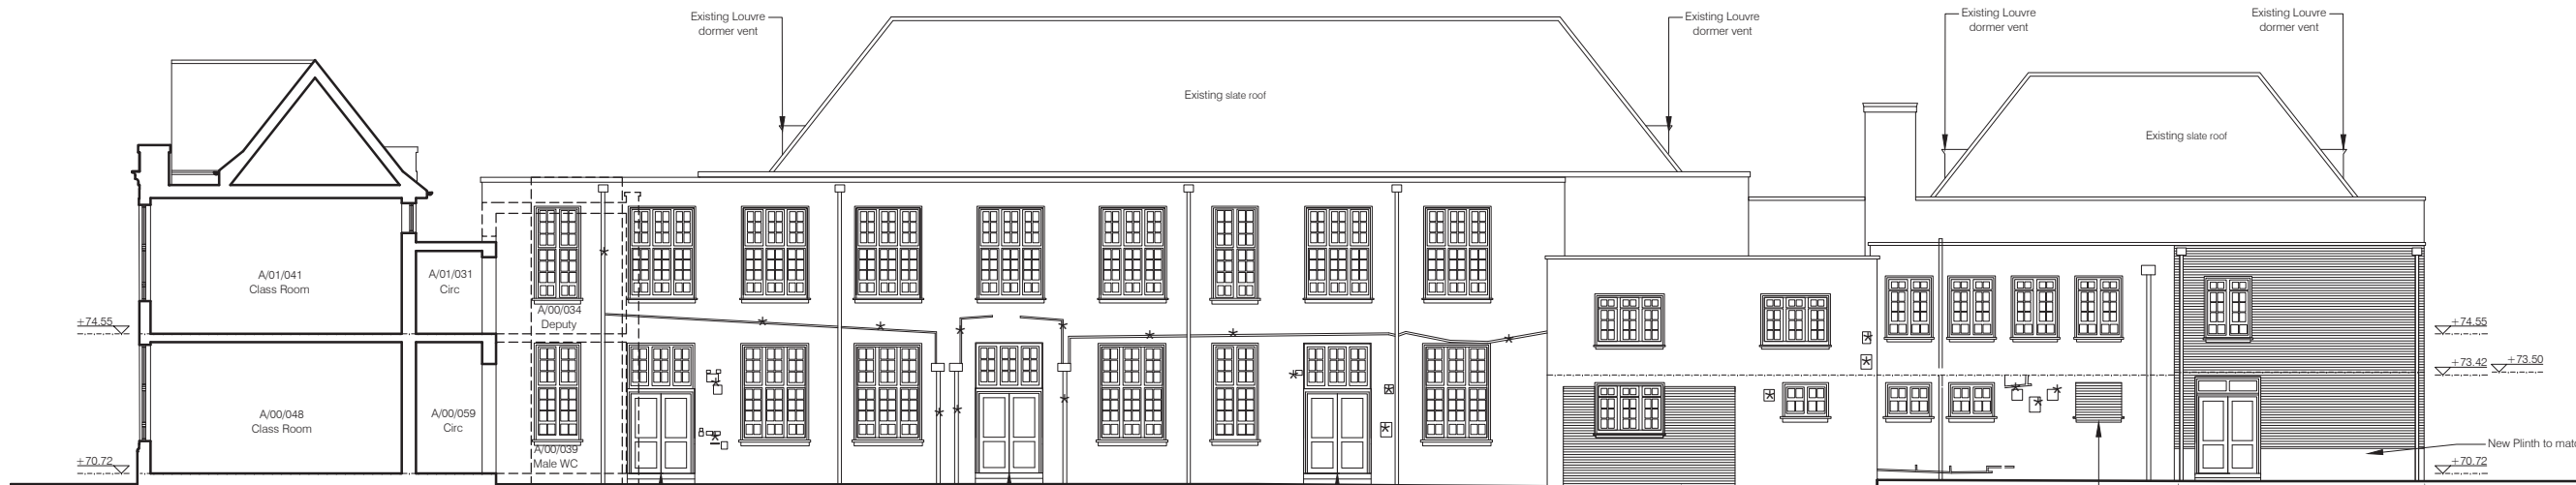 Existing Louvre
dormer vent
Existing Louvre
dormer vent
Existing Louvre
dormer vent
Existing Louvre
dormer vent
Existing slate roof
Existing slate roof
A/01/041
Class Room
A/01/031
Circ
A/00/034
Deputy
+74.55
+74.55
+73.42
+73.50
A/00/048
Class Room
A/00/059
Circ
A/00/039
Male WC
New Plinth to
+70.72
+70.72